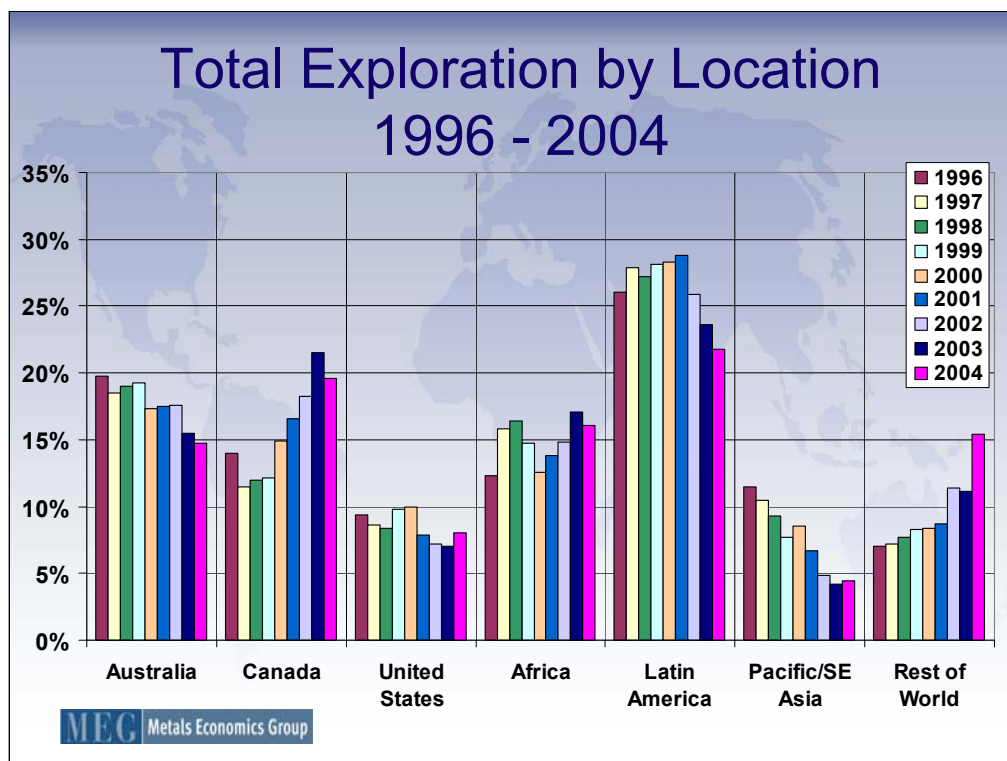 Total Exploration by Location
1996 - 2004
35%
30%
25%
20%
15%
10%
5%
0%
1996
1997
1998
1999
2000
2001
2002
2003
2004
Australia
Canada
United
States
Africa
Latin
America
Pacific/SE
Asia
Rest of
World
MEG Metals Economics Group